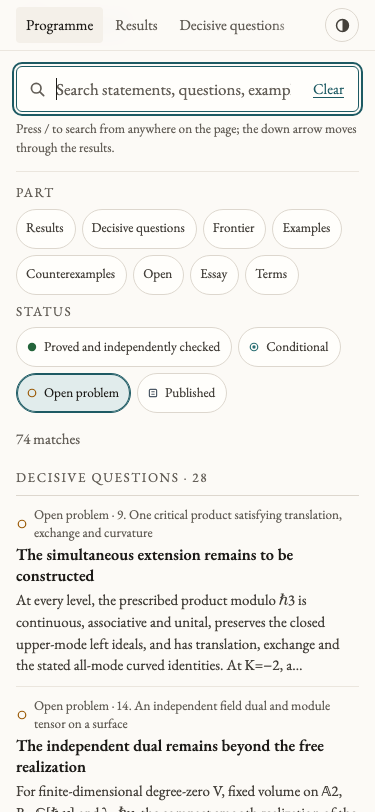 Programme Results Decisive questions
Search statements, questions, examp Clear
Press / to search from anywhere on the page; the down arrow moves
through the results.
PART
Results Decisive questions Frontier Examples
Counterexamples Open Essay Terms
STATUS
Proved and independently checked Conditional
Open problem Published
74 matches
DECISIVE QUESTIONS · 28
Open problem · 9. One critical product satisfying translation,
exchange and curvature
The simultaneous extension remains to be
constructed
At every level, the prescribed product modulo ℏ3 is
continuous, associative and unital, preserves the closed
upper-mode left ideals, and has translation, exchange and
the stated all-mode curved identities. At K=−2, a...
Open problem · 14. An independent field dual and module
tensor on a surface
The independent dual remains beyond the free
realization
For finite-dimensional degree-zero V, fixed volume on 𝔸2,